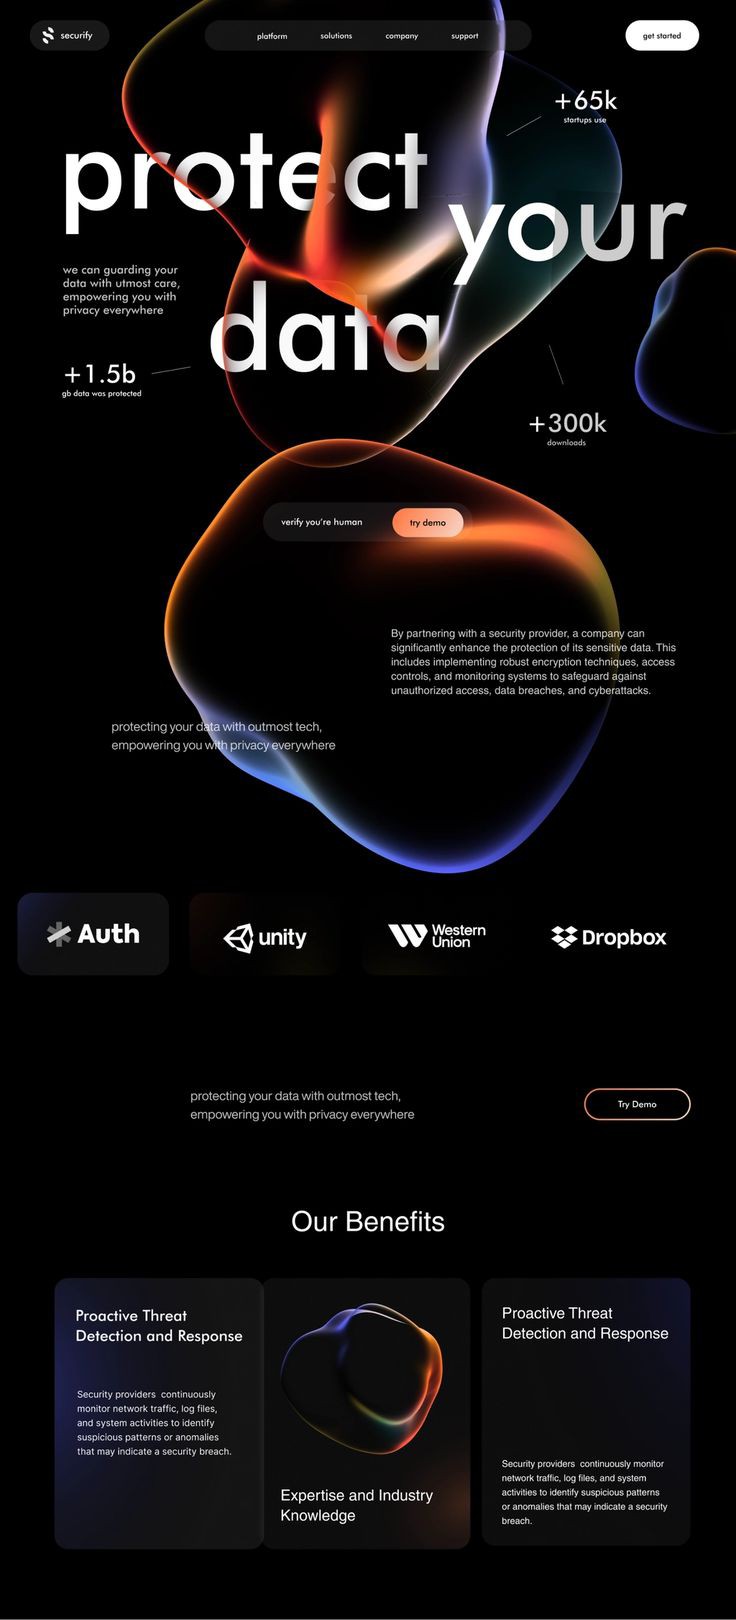 securify
platform
solutions
company
support
get started
+65k
startups use
protect
your
we can guarding your
data with utmost care,
empowering you with
privacy everywhere
data
+1.5b
gb data was protected
+300k
downloads
verify you're human
try demo
By partnering with a security provider, a company can
significantly enhance the protection of its sensitive data. This
includes implementing robust encryption techniques, access
controls, and monitoring systems to safeguard against
unauthorized access, data breaches, and cyberattacks.
protecting your data with outmost tech,
empowering you with privacy everywhere
Auth
unity
Western
Union
Dropbox
protecting your data with outmost tech,
empowering you with privacy everywhere
Try Demo
Our Benefits
Proactive Threat
Detection and Response
Security providers continuously
monitor network traffic, log files,
and system activities to identify
suspicious patterns or anomalies
that may indicate a security breach.
Expertise and Industry
Knowledge
Proactive Threat
Detection and Response
Security providers continuously monitor
network traffic, log files, and system
activities to identify suspicious patterns
or anomalies that may indicate a security
breach.